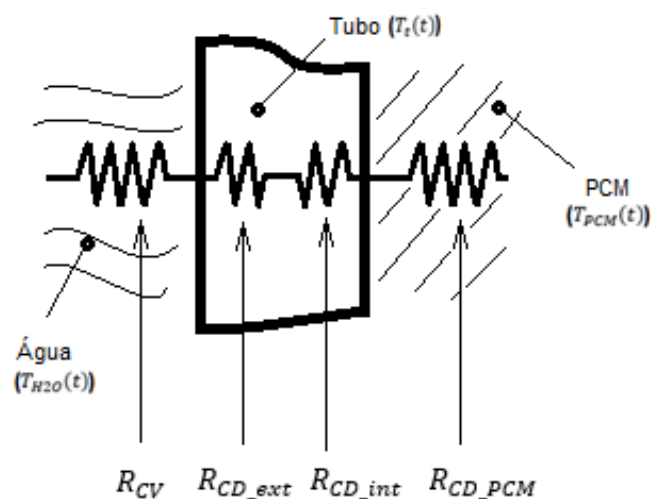 Tubo (T_t(t))
PCM
(T_PCM(t))
Água
(T_H2O(t))
R_CV R_CD_ext R_CD_int R_CD_PCM